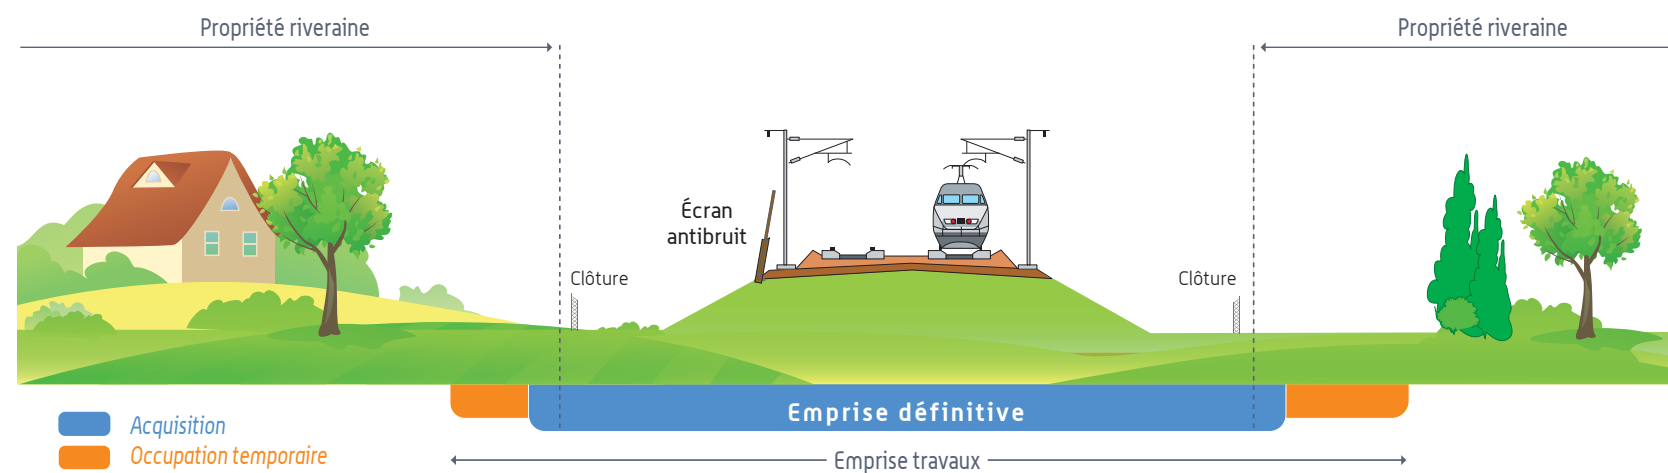 Propriété riveraine
Propriété riveraine
Écran
antibruit
Clôture
Clôture
Emprise définitive
Acquisition
Occupation temporaire
Emprise travaux